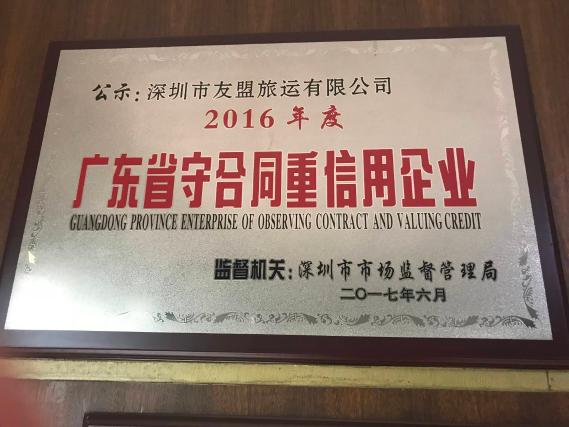 公示：深圳市友盟旅运有限公司
2016年度
广东省守合同重信用企业
GUANGDONG PROVINCE ENTERPRISE OF OBSERVING CONTRACT AND VALUING CREDIT
监督机关：深圳市市场监督管理局
二〇一七年六月